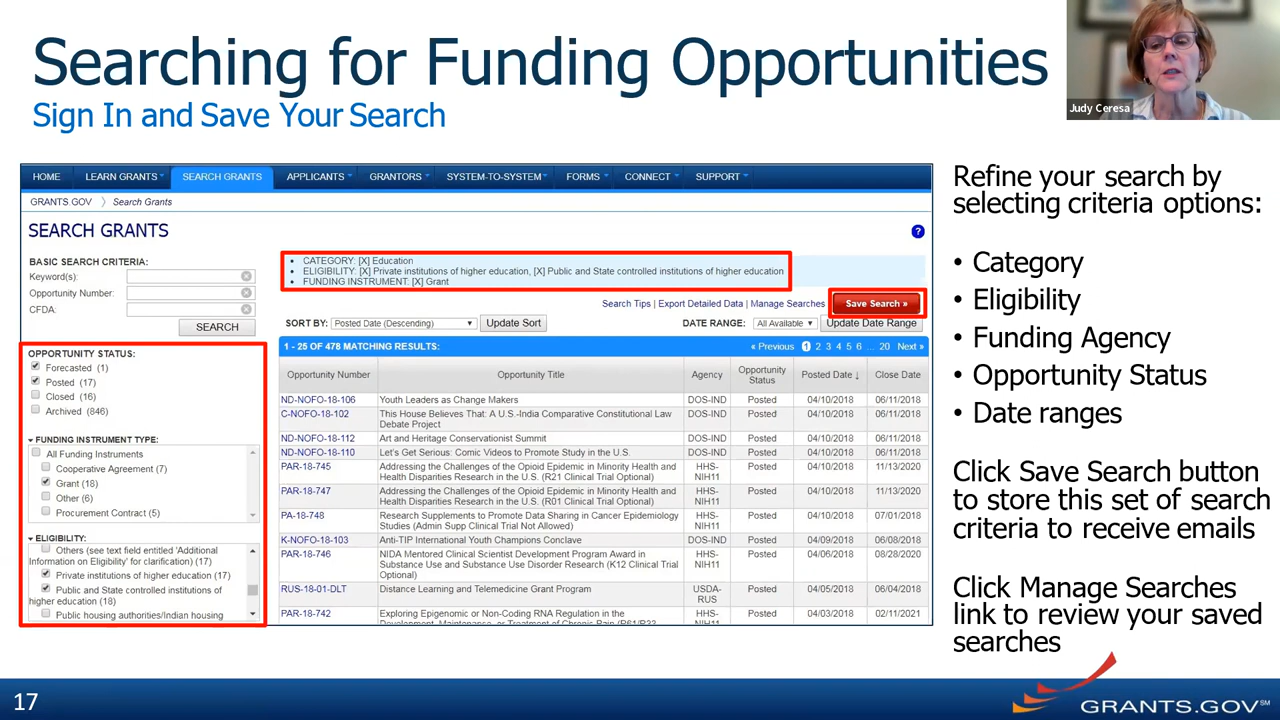 Searching for Funding Opportunities
Sign In and Save Your Search
Judy Ceresa
HOME
LEARN GRANTS
SEARCH GRANTS
APPLICANTS
GRANTORS
SYSTEM-TO-SYSTEM
FORMS
CONNECT
SUPPORT
GRANTS.GOV 〉 Search Grants
SEARCH GRANTS
?
BASIC SEARCH CRITERIA:
Keyword(s):
Opportunity Number:
CFDA:
SEARCH
OPPORTUNITY STATUS:
Forecasted (1)
Posted (17)
Closed (16)
Archived (846)
FUNDING INSTRUMENT TYPE:
All Funding Instruments
Cooperative Agreement (7)
Grant (18)
Other (6)
Procurement Contract (5)
ELIGIBILITY:
Others (see text field entitled 'Additional
Information on Eligibility' for clarification) (17)
Private institutions of higher education (17)
Public and State controlled institutions of
higher education (18)
Public housing authorities/Indian housing
• CATEGORY: [X] Education
• ELIGIBILITY: [X] Private institutions of higher education, [X] Public and State controlled institutions of higher education
• FUNDING INSTRUMENT: [X] Grant
Search Tips | Export Detailed Data | Manage Searches
Save Search »
SORT BY: Posted Date (Descending) Update Sort
DATE RANGE: All Available Update Date Range
1 - 25 OF 478 MATCHING RESULTS:
« Previous 1 2 3 4 5 6 ... 20 Next »
Opportunity Number Opportunity Title Agency Opportunity Status Posted Date ↓ Close Date
ND-NOFO-18-106 Youth Leaders as Change Makers DOS-IND Posted 04/10/2018 06/11/2018
C-NOFO-18-102 This House Believes That: A U.S.-India Comparative Constitutional Law DOS-IND Posted 04/10/2018 06/11/2018
Debate Project
ND-NOFO-18-112 Art and Heritage Conservationist Summit DOS-IND Posted 04/10/2018 06/11/2018
ND-NOFO-18-110 Let's Get Serious: Comic Videos to Promote Study in the U.S. DOS-IND Posted 04/10/2018 06/11/2018
PAR-18-745 Addressing the Challenges of the Opioid Epidemic in Minority Health and HHS- Posted 04/10/2018 11/13/2020
Health Disparities Research in the U.S. (R21 Clinical Trial Optional) NIH11
PAR-18-747 Addressing the Challenges of the Opioid Epidemic in Minority Health and HHS- Posted 04/10/2018 11/13/2020
Health Disparities Research in the U.S. (R01 Clinical Trial Optional) NIH11
PA-18-748 Research Supplements to Promote Data Sharing in Cancer Epidemiology HHS- Posted 04/10/2018 07/01/2018
Studies (Admin Supp Clinical Trial Not Allowed) NIH11
K-NOFO-18-103 Anti-TIP International Youth Champions Conclave DOS-IND Posted 04/09/2018 06/08/2018
PAR-18-746 NIDA Mentored Clinical Scientist Development Program Award in HHS- Posted 04/06/2018 08/28/2020
Substance Use and Substance Use Disorder Research (K12 Clinical Trial NIH11
Optional)
RUS-18-01-DLT Distance Learning and Telemedicine Grant Program USDA- Posted 04/05/2018 06/04/2018
RUS
PAR-18-742 Exploring Epigenomic or Non-Coding RNA Regulation in the HHS- Posted 04/03/2018 02/11/2021
Refine your search by
selecting criteria options:
• Category
• Eligibility
• Funding Agency
• Opportunity Status
• Date ranges
Click Save Search button
to store this set of search
criteria to receive emails
Click Manage Searches
link to review your saved
searches
17
GRANTS.GOV℠